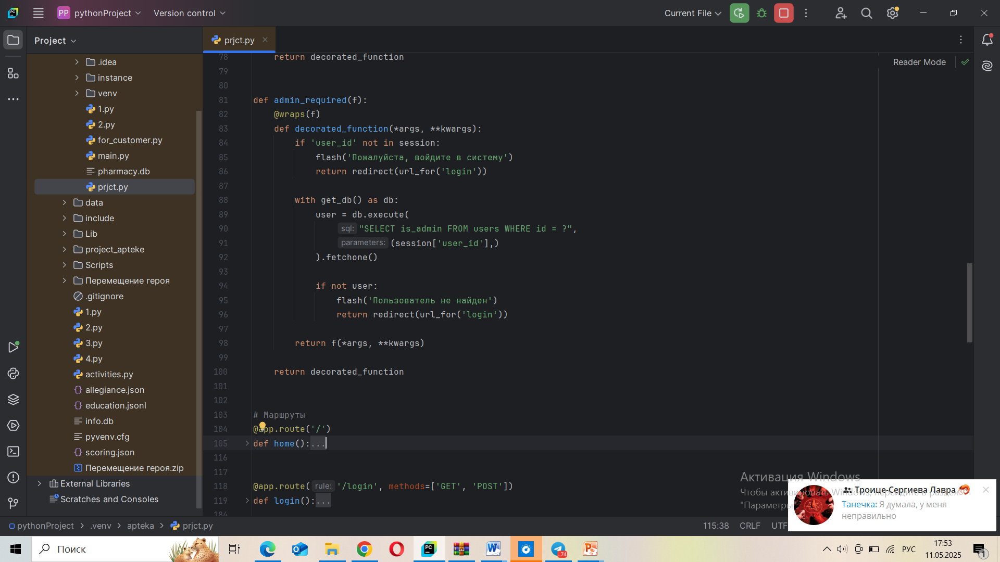 PC
PP pythonProject
Version control
Current File
Project
prjct.py
.idea
instance
venv
1.py
2.py
for_customer.py
main.py
pharmacy.db
prjct.py
data
include
Lib
project_apteke
Scripts
Перемещение героя
.gitignore
1.py
2.py
3.py
4.py
activities.py
allegiance.json
education.jsonl
info.db
pyvenv.cfg
scoring.json
Перемещение героя.zip
External Libraries
Scratches and Consoles
Reader Mode
78 return decorated_function
79
80
81 def admin_required(f):
82 @wraps(f)
83 def decorated_function(*args, **kwargs):
84 if 'user_id' not in session:
85 flash('Пожалуйста, войдите в систему')
86 return redirect(url_for('login'))
87
88 with get_db() as db:
89 user = db.execute(
90 sql: "SELECT is_admin FROM users WHERE id = ?",
91 parameters: (session['user_id'],)
92 ).fetchone()
93
94 if not user:
95 flash('Пользователь не найден')
96 return redirect(url_for('login'))
97
98 return f(*args, **kwargs)
99
100 return decorated_function
101
102
103 # Маршруты
104 @app.route('/')
105 def home():...
116
117
118 @app.route( rule: '/login', methods=['GET', 'POST'])
119 def login():...
184
Активация Windows
Чтобы активировать Windows, перейдите в раздел
"Параметры
Троице-Сергиева Лавра
Танечка: Я думала, у меня
неправильно
pythonProject > .venv > apteka > prjct.py
115:38 CRLF UTF
Поиск
PC
..74
РУС
17:53
11.05.2025
1